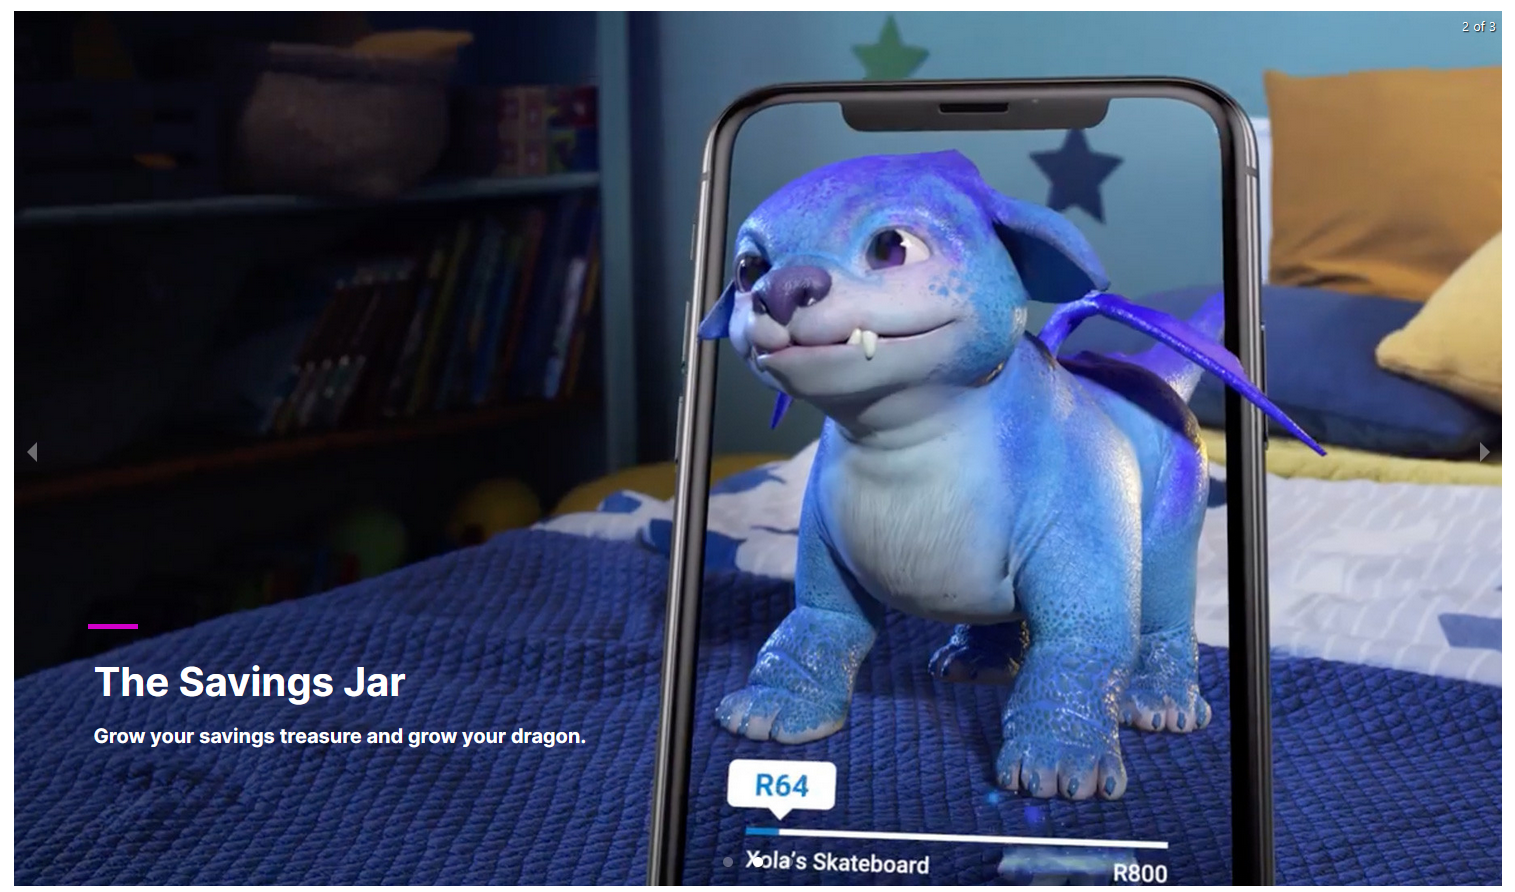 2 of 3
The Savings Jar
Grow your savings treasure and grow your dragon.
R64
Xola's Skateboard
R800